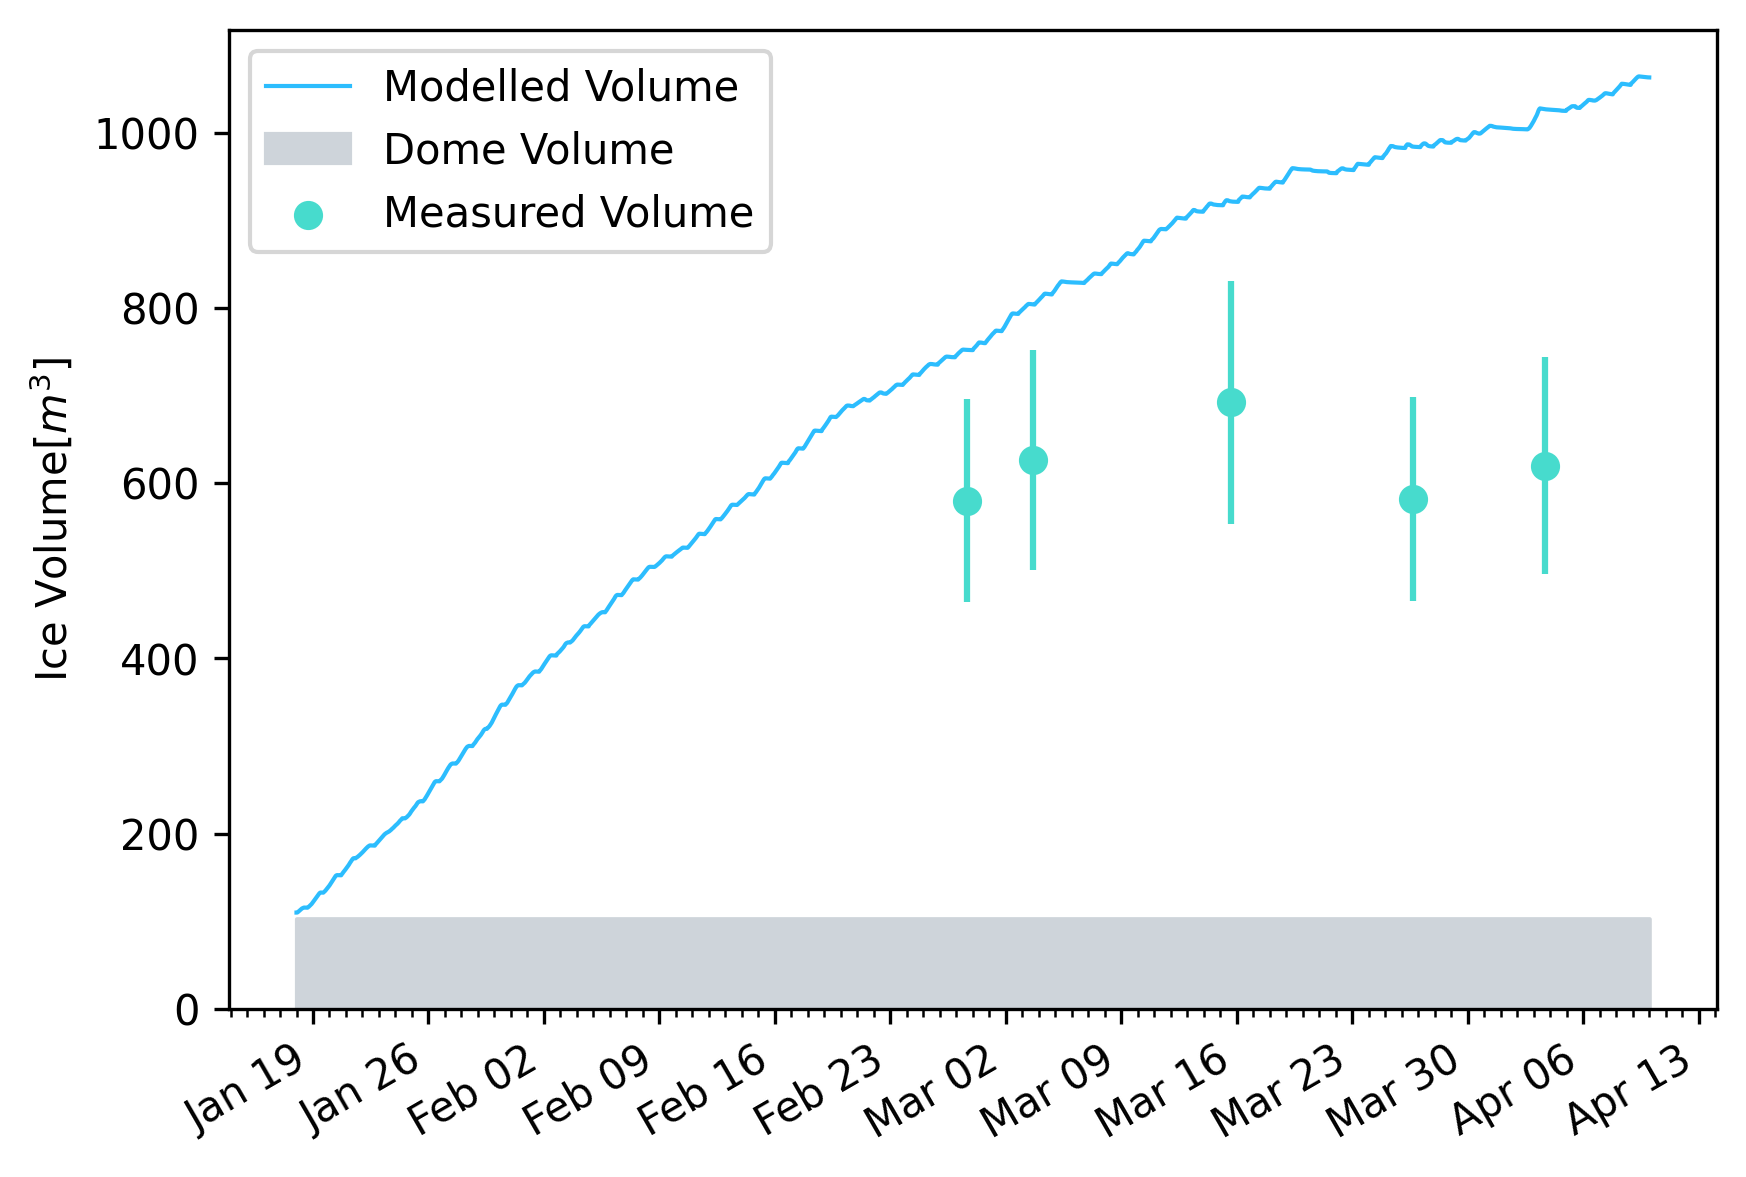 Modelled Volume
Dome Volume
Measured Volume
1000
800
600
400
200
0
Ice Volume[m³]
Jan 19
Jan 26
Feb 02
Feb 09
Feb 16
Feb 23
Mar 02
Mar 09
Mar 16
Mar 23
Mar 30
Apr 06
Apr 13